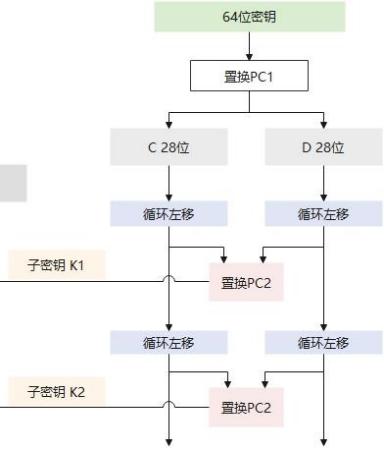 64位密钥
置换PC1
C 28位
D 28位
循环左移
循环左移
子密钥 K1
置换PC2
循环左移
循环左移
子密钥 K2
置换PC2